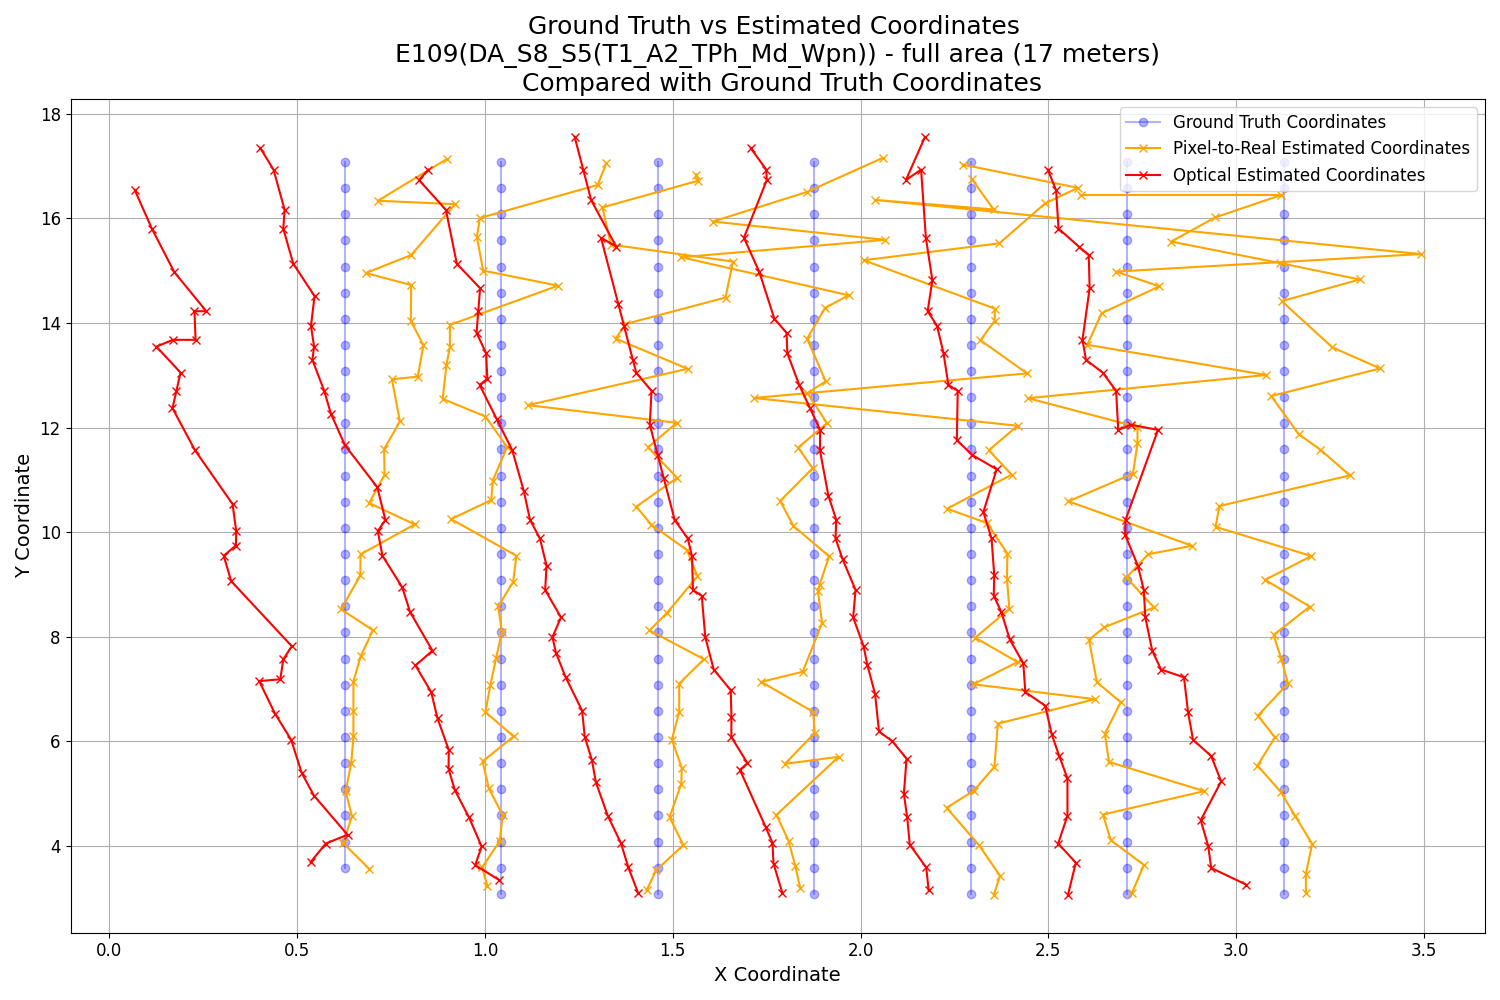 Ground Truth vs Estimated Coordinates
E109(DA_S8_S5(T1_A2_TPh_Md_Wpn)) - full area (17 meters)
Compared with Ground Truth Coordinates
Ground Truth Coordinates
Pixel-to-Real Estimated Coordinates
Optical Estimated Coordinates
Y Coordinate
18
16
14
12
10
8
6
4
0.0 0.5 1.0 1.5 2.0 2.5 3.0 3.5
X Coordinate